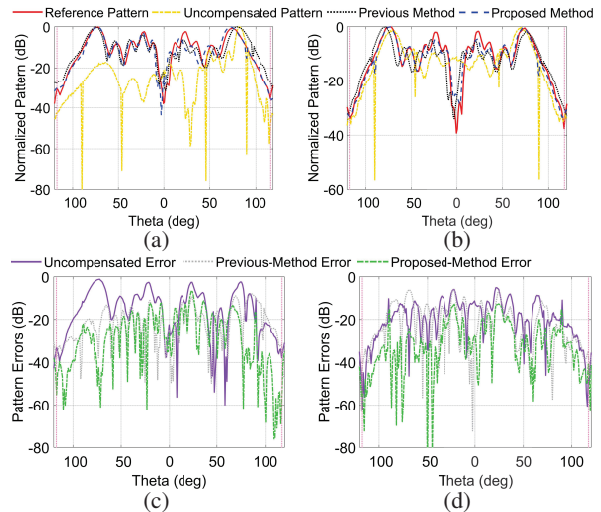 Reference Pattern Uncompensated Pattern Previous Method Proposed Method
0 0
-20 -20
-40 -40
-60 -60
-80 -80
Normalized Pattern (dB) Normalized Pattern (dB)
100 50 0 50 100 100 50 0 50 100
Theta (deg) Theta (deg)
(a) (b)
Uncompensated Error Previous-Method Error Proposed-Method Error
0 0
-20 -20
-40 -40
-60 -60
-80 -80
Pattern Errors (dB) Pattern Errors (dB)
100 50 0 50 100 100 50 0 50 100
Theta (deg) Theta (deg)
(c) (d)